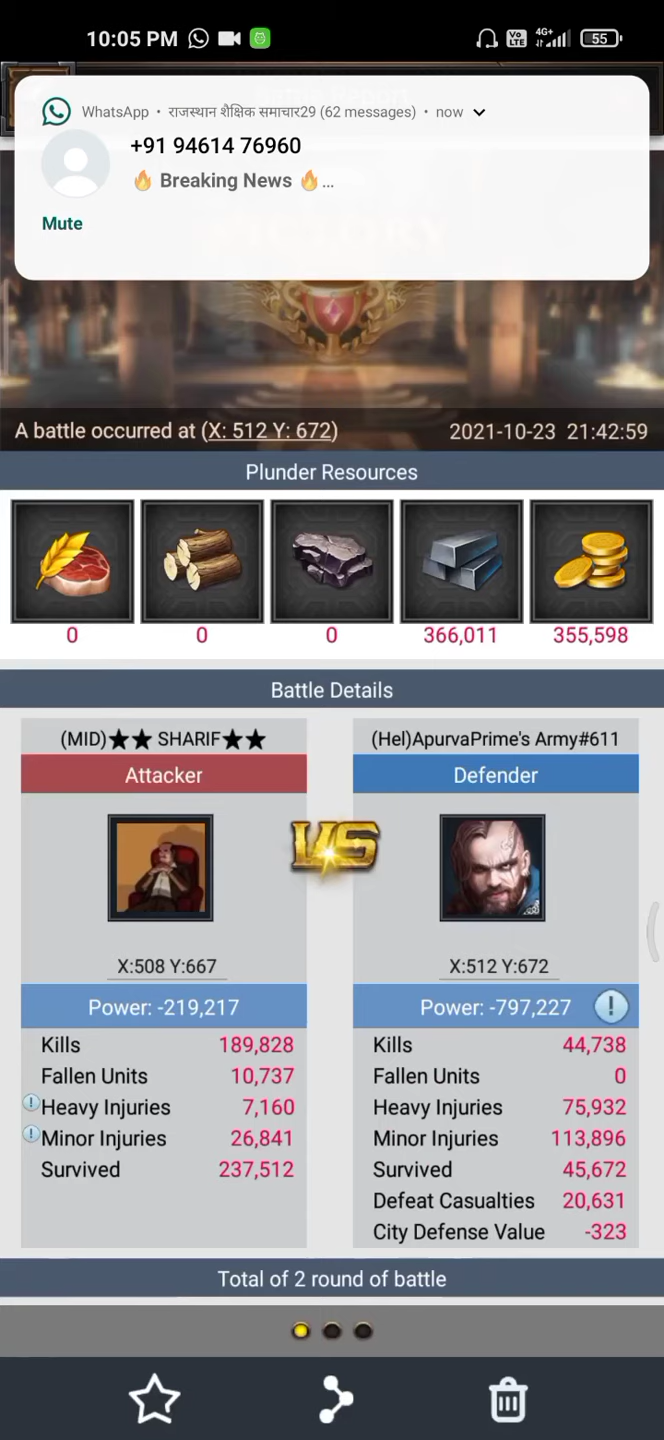 10:05 PM
Vo LTE 4G+ 55
WhatsApp • राजस्थान शैक्षिक समाचार29 (62 messages) • now
+91 94614 76960
🔥 Breaking News 🔥...
Mute
VICTORY
A battle occurred at (X: 512 Y: 672) 2021-10-23 21:42:59
Plunder Resources
0 0 0 366,011 355,598
Battle Details
(MID)★★ SHARIF★★ (Hel)ApurvaPrime's Army#611
Attacker Defender
VS
X:508 Y:667 X:512 Y:672
Power: -219,217 Power: -797,227
Kills 189,828 Kills 44,738
Fallen Units 10,737 Fallen Units 0
Heavy Injuries 7,160 Heavy Injuries 75,932
Minor Injuries 26,841 Minor Injuries 113,896
Survived 237,512 Survived 45,672
Defeat Casualties 20,631
City Defense Value -323
Total of 2 round of battle